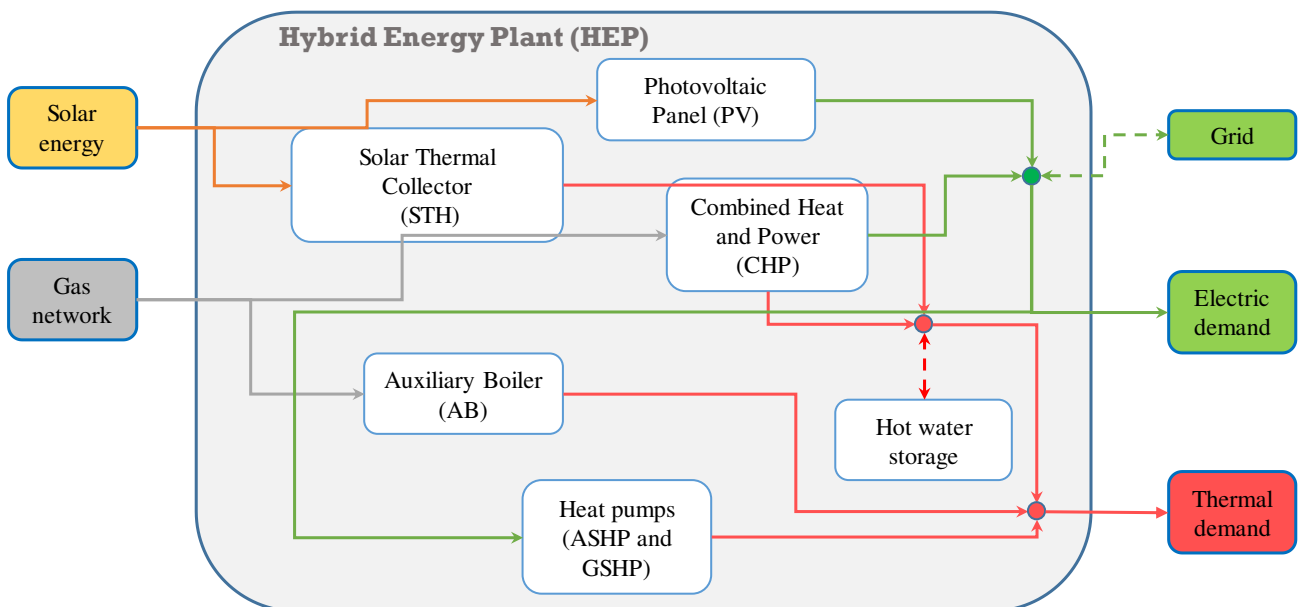 Hybrid Energy Plant (HEP)
Solar
energy
Photovoltaic
Panel (PV)
Grid
Solar Thermal
Collector
(STH)
Combined Heat
and Power
(CHP)
Gas
network
Electric
demand
Auxiliary Boiler
(AB)
Hot water
storage
Heat pumps
(ASHP and
GSHP)
Thermal
demand